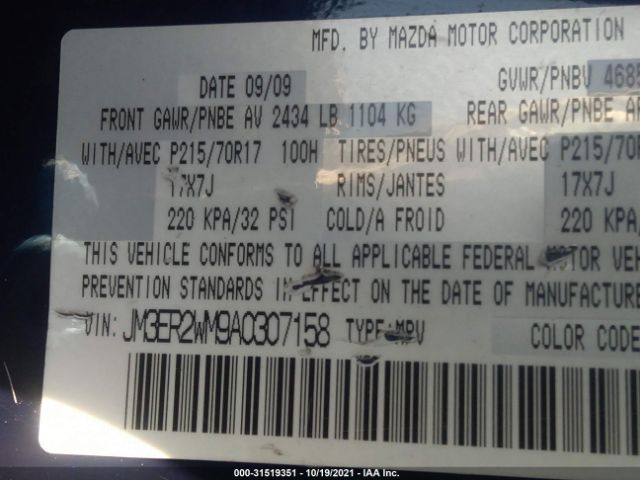 MFD. BY MAZDA MOTOR CORPORATION
DATE 09/09 GVWR/PNBV 4685
FRONT GAWR/PNBE AV 2434 LB 1104 KG REAR GAWR/PNBE AR
WITH/AVEC P215/70R17 100H TIRES/PNEUS WITH/AVEC P215/70R
17X7J RIMS/JANTES 17X7J
220 KPA/32 PSI COLD/A FROID 220 KPA/
THIS VEHICLE CONFORMS TO ALL APPLICABLE FEDERAL MOTOR VEH
PREVENTION STANDARDS IN EFFECT ON THE DATE OF MANUFACTURE
VIN: JM3ER2WM9A0307158 TYPE:MPV COLOR CODE
000-31519351 - 10/19/2021 - IAA Inc.